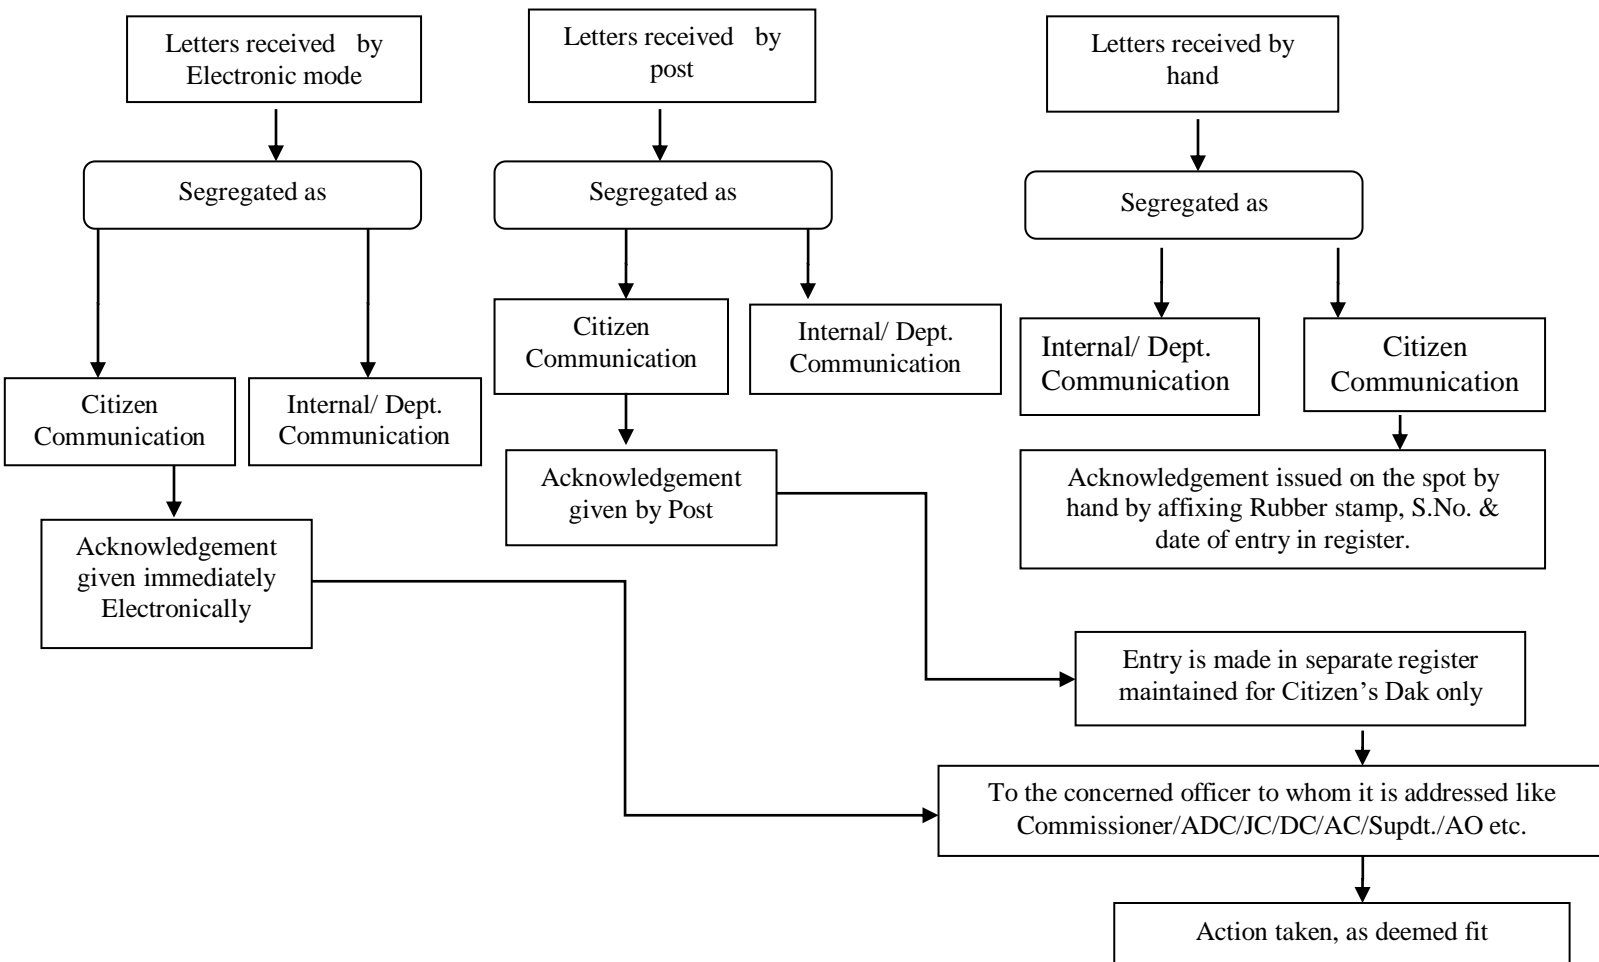 Letters received by
Electronic mode
Letters received by
post
Letters received by
hand
Segregated as
Segregated as
Segregated as
Citizen
Communication
Internal/ Dept.
Communication
Citizen
Communication
Internal/ Dept.
Communication
Internal/ Dept.
Communication
Citizen
Communication
Acknowledgement
given immediately
Electronically
Acknowledgement
given by Post
Acknowledgement issued on the spot by
hand by affixing Rubber stamp, S.No. &
date of entry in register.
Entry is made in separate register
maintained for Citizen’s Dak only
To the concerned officer to whom it is addressed like
Commissioner/ADC/JC/DC/AC/Supdt./AO etc.
Action taken, as deemed fit